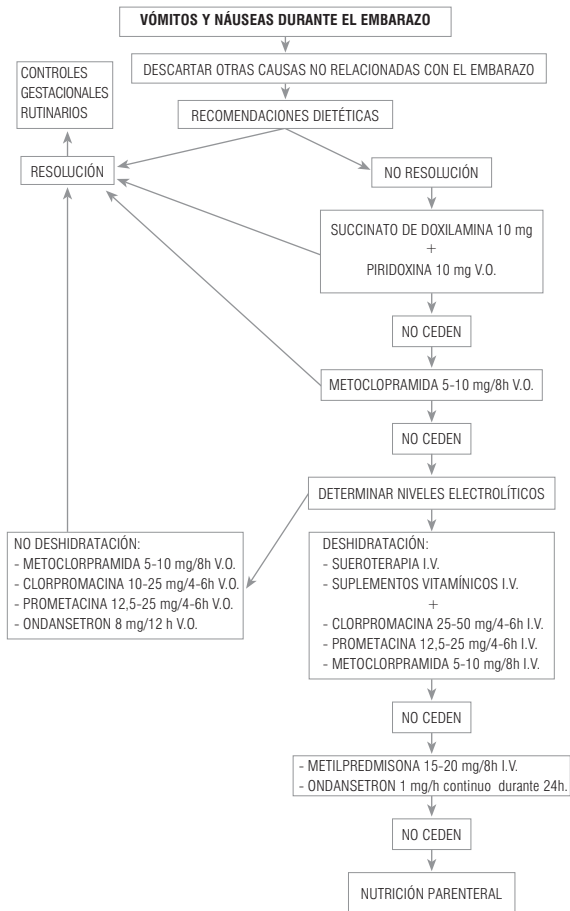 VÓMITOS Y NÁUSEAS DURANTE EL EMBARAZO
DESCARTAR OTRAS CAUSAS NO RELACIONADAS CON EL EMBARAZO
CONTROLES
GESTACIONALES
RUTINARIOS
RECOMENDACIONES DIETÉTICAS
RESOLUCIÓN
NO RESOLUCIÓN
SUCCINATO DE DOXILAMINA 10 mg
+
PIRIDOXINA 10 mg V.O.
NO CEDEN
METOCLOPRAMIDA 5-10 mg/8h V.O.
NO CEDEN
DETERMINAR NIVELES ELECTROLÍTICOS
NO DESHIDRATACIÓN:
- METOCLORPRAMIDA 5-10 mg/8h V.O.
- CLORPROMACINA 10-25 mg/4-6h V.O.
- PROMETACINA 12,5-25 mg/4-6h V.O.
- ONDANSETRON 8 mg/12 h V.O.
DESHIDRATACIÓN:
- SUEROTERAPIA I.V.
- SUPLEMENTOS VITAMÍNICOS I.V.
+
- CLORPROMACINA 25-50 mg/4-6h I.V.
- PROMETACINA 12,5-25 mg/4-6h I.V.
- METOCLORPRAMIDA 5-10 mg/8h I.V.
NO CEDEN
- METILPREDMISONA 15-20 mg/8h I.V.
- ONDANSETRON 1 mg/h continuo durante 24h.
NO CEDEN
NUTRICIÓN PARENTERAL